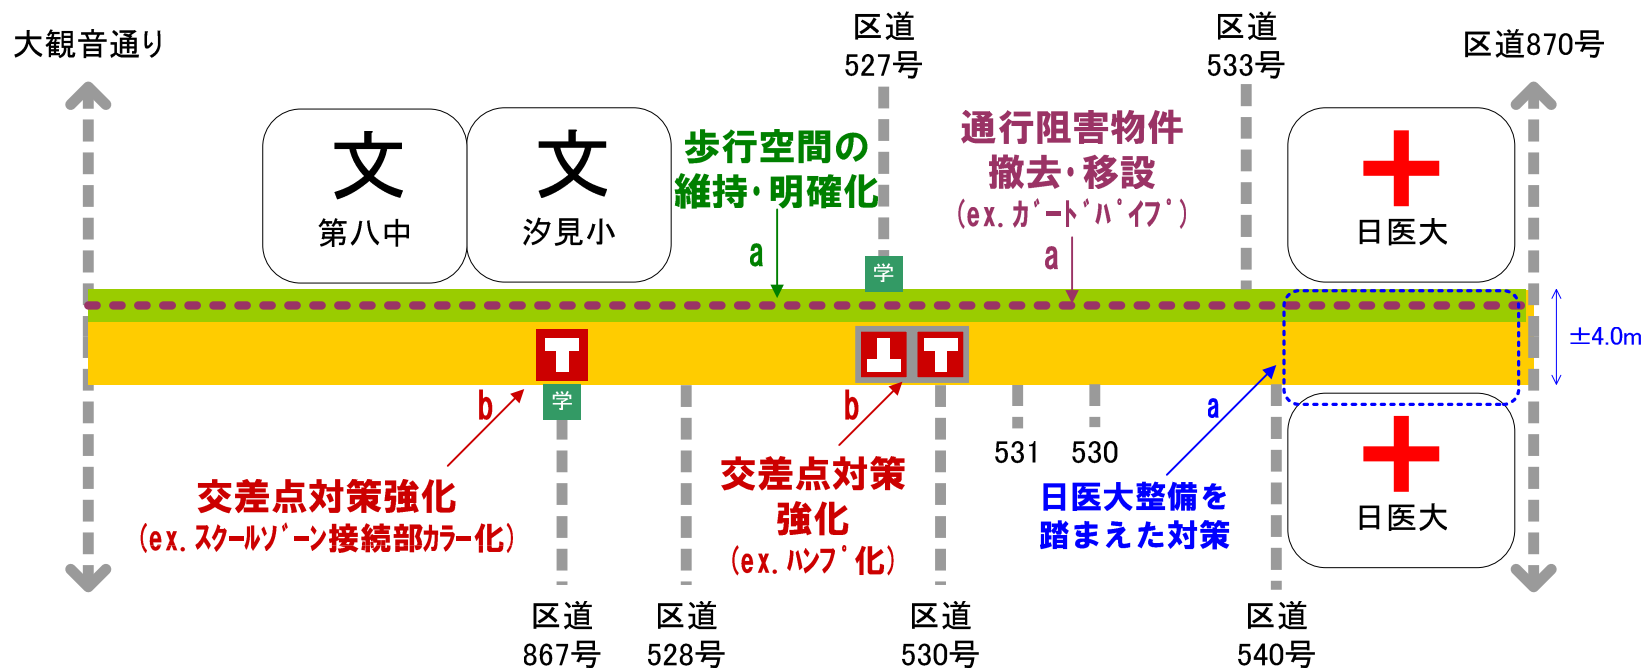 大観音通り
区道
527号
区道
533号
区道870号
文
第八中
文
汐見小
歩行空間の
維持・明確化
a
通行阻害物件
撤去・移設
(ex.ｶﾞｰﾄﾞﾊﾟｲﾌﾟ)
a
日医大
学
±4.0m
学
b
交差点対策強化
(ex.ｽｸｰﾙｿﾞｰﾝ接続部ｶﾗｰ化)
b
交差点対策
強化
(ex.ﾊﾝﾌﾟ化)
531
530
a
日医大整備を
踏まえた対策
日医大
区道
867号
区道
528号
区道
530号
区道
540号